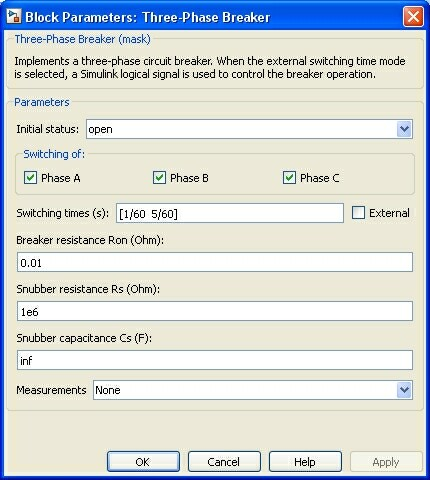 Block Parameters: Three-Phase Breaker
Three-Phase Breaker (mask)
Implements a three-phase circuit breaker. When the external switching time mode
is selected, a Simulink logical signal is used to control the breaker operation.
Parameters
Initial status: open
Switching of:
Phase A Phase B Phase C
Switching times (s): [1/60 5/60] External
Breaker resistance Ron (Ohm):
0.01
Snubber resistance Rs (Ohm):
1e6
Snubber capacitance Cs (F):
inf
Measurements None
OK Cancel Help Apply